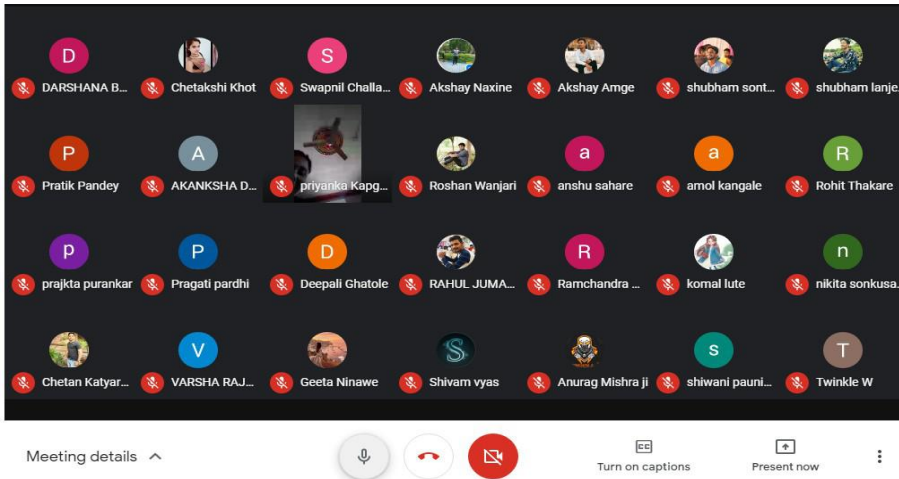 D S
DARSHANA B... Chetakshi Khot Swapnil Challa... Akshay Naxine Akshay Amge shubham sont... shubham lanje.
P A a a R
Pratik Pandey AKANKSHA D... priyanka Kapg... Roshan Wanjari anshu sahare amol kangale Rohit Thakare
p P D R n
prajkta purankar Pragati pardhi Deepali Ghatole RAHUL JUMA... Ramchandra ... komal lute nikita sonkusa.
V S s T
Chetan Katyar... VARSHA RAJ... Geeta Ninawe Shivam vyas Anurag Mishra ji shiwani pauni... Twinkle W
CC
Meeting details Turn on captions Present now